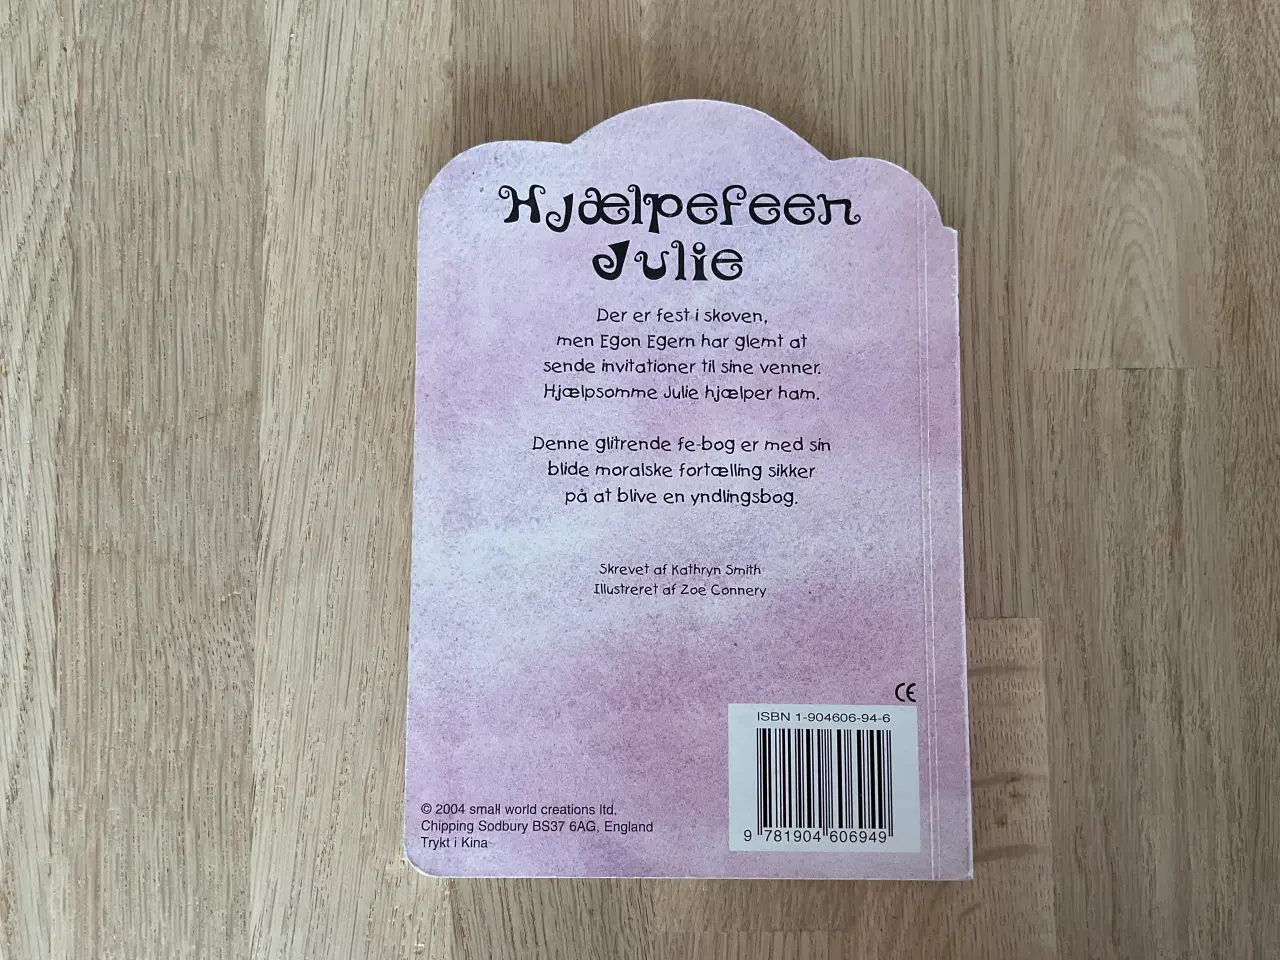 Hjælpefeen
Julie
Der er fest i skoven,
men Egon Egern har glemt at
sende invitationer til sine venner.
Hjælpsomme Julie hjælper ham.
Denne glitrende fe-bog er med sin
blide moralske fortælling sikker
på at blive en yndlingsbog.
Skrevet af Kathryn Smith
Illustreret af Zoe Connery
CE
ISBN 1-904606-94-6
9 781904 606949
© 2004 small world creations ltd.
Chipping Sodbury BS37 6AG, England
Trykt i Kina